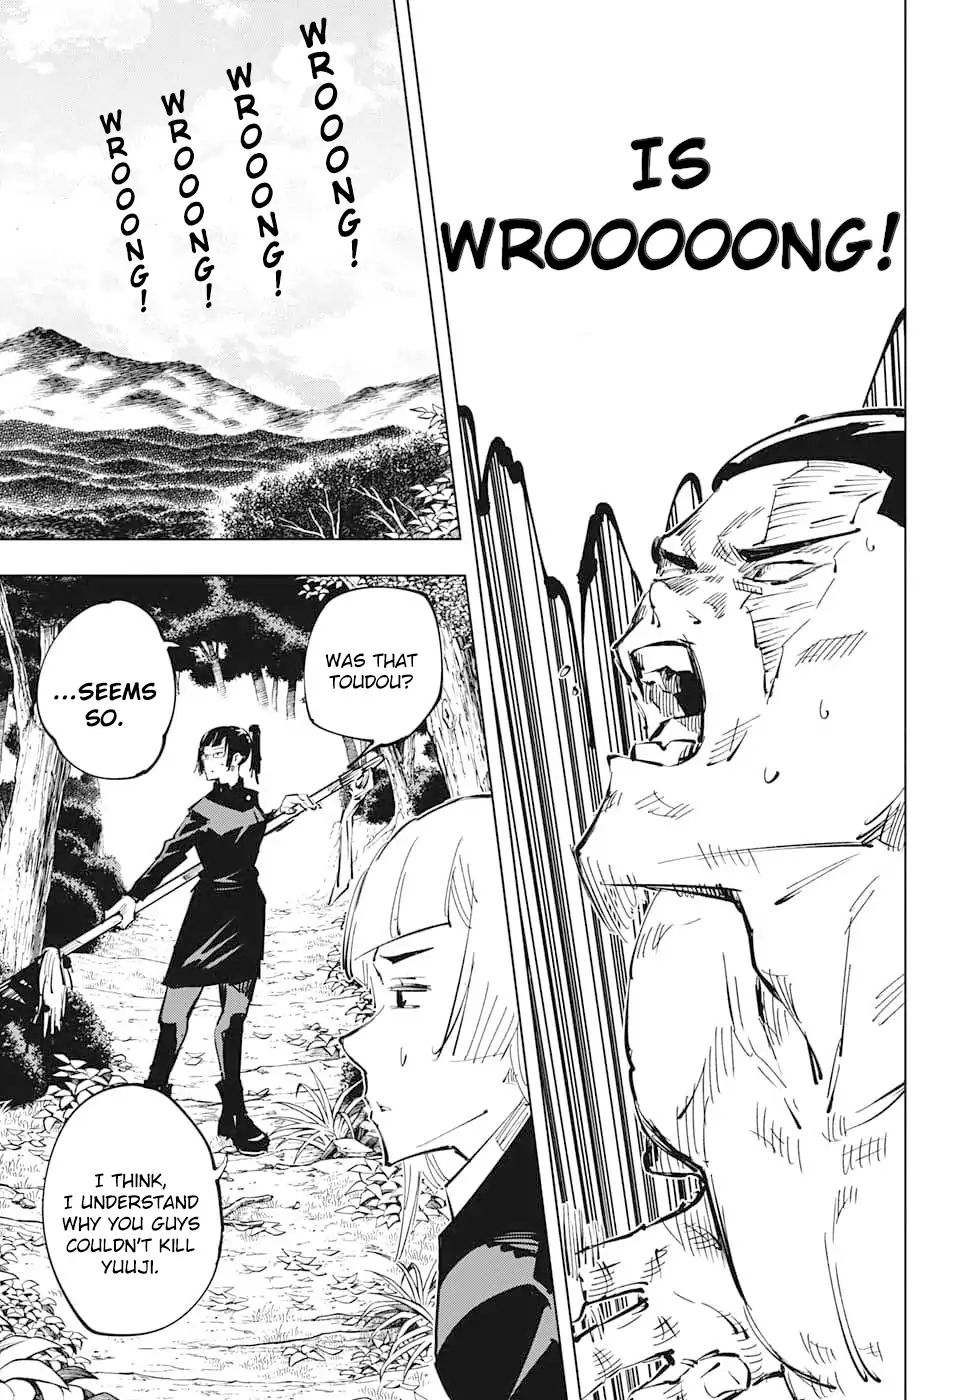 IS
WROOOOONG!
WROOONG!
WROOONG!
WROOONG!
WROOONG!
WAS THAT
TOUDOU?
...SEEMS
SO.
I THINK,
I UNDERSTAND
WHY YOU GUYS
COULDN'T KILL
YUUJI.